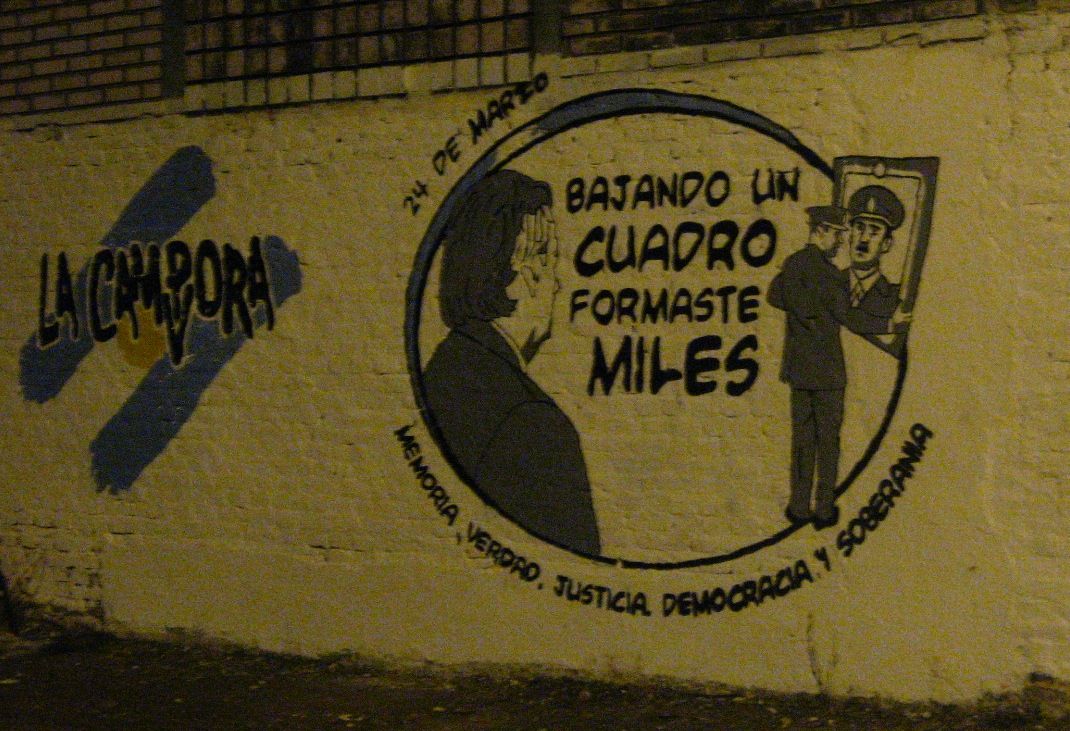 LA CAMPORA
24 DE MARZO
BAJANDO UN
CUADRO
FORMASTE
MILES
MEMORIA, VERDAD, JUSTICIA, DEMOCRACIA, Y SOBERANIA